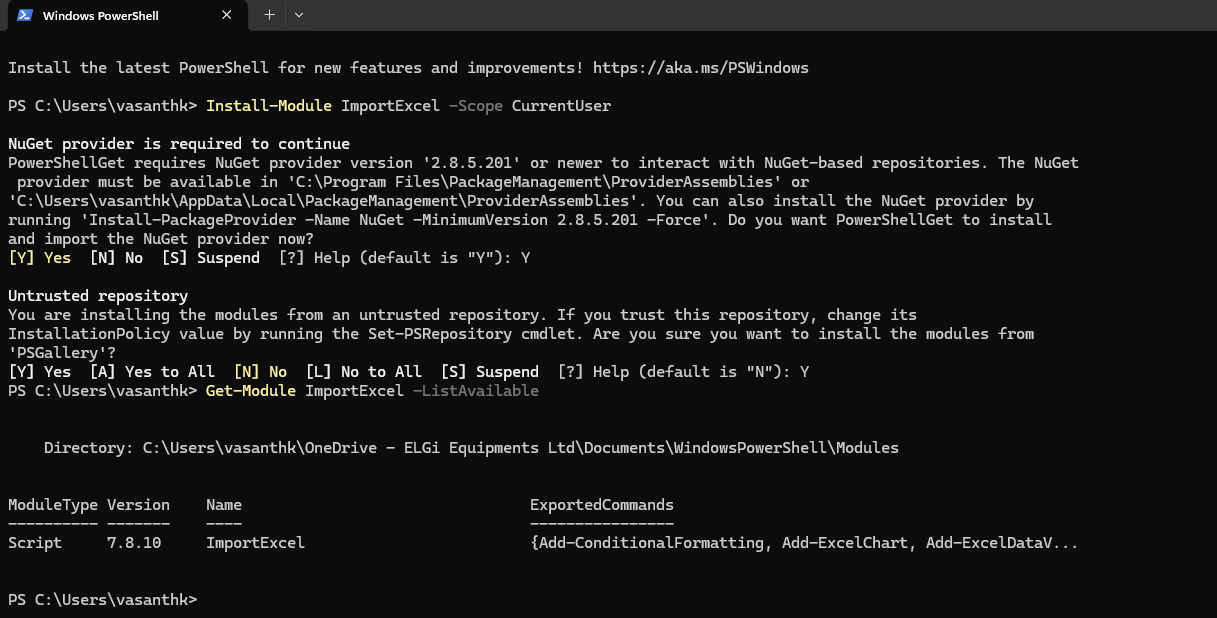 Windows PowerShell
Install the latest PowerShell for new features and improvements! https://aka.ms/PSWindows
PS C:\Users\vasanthk> Install-Module ImportExcel -Scope CurrentUser
NuGet provider is required to continue
PowerShellGet requires NuGet provider version '2.8.5.201' or newer to interact with NuGet-based repositories. The NuGet
 provider must be available in 'C:\Program Files\PackageManagement\ProviderAssemblies' or
'C:\Users\vasanthk\AppData\Local\PackageManagement\ProviderAssemblies'. You can also install the NuGet provider by
running 'Install-PackageProvider -Name NuGet -MinimumVersion 2.8.5.201 -Force'. Do you want PowerShellGet to install
and import the NuGet provider now?
[Y] Yes  [N] No  [S] Suspend  [?] Help (default is "Y"): Y
Untrusted repository
You are installing the modules from an untrusted repository. If you trust this repository, change its
InstallationPolicy value by running the Set-PSRepository cmdlet. Are you sure you want to install the modules from
'PSGallery'?
[Y] Yes  [A] Yes to All  [N] No  [L] No to All  [S] Suspend  [?] Help (default is "N"): Y
PS C:\Users\vasanthk> Get-Module ImportExcel -ListAvailable
    Directory: C:\Users\vasanthk\OneDrive - ELGi Equipments Ltd\Documents\WindowsPowerShell\Modules
ModuleType Version    Name                                ExportedCommands
---------- -------    ----                                ----------------
Script     7.8.10     ImportExcel                         {Add-ConditionalFormatting, Add-ExcelChart, Add-ExcelDataV...
PS C:\Users\vasanthk>